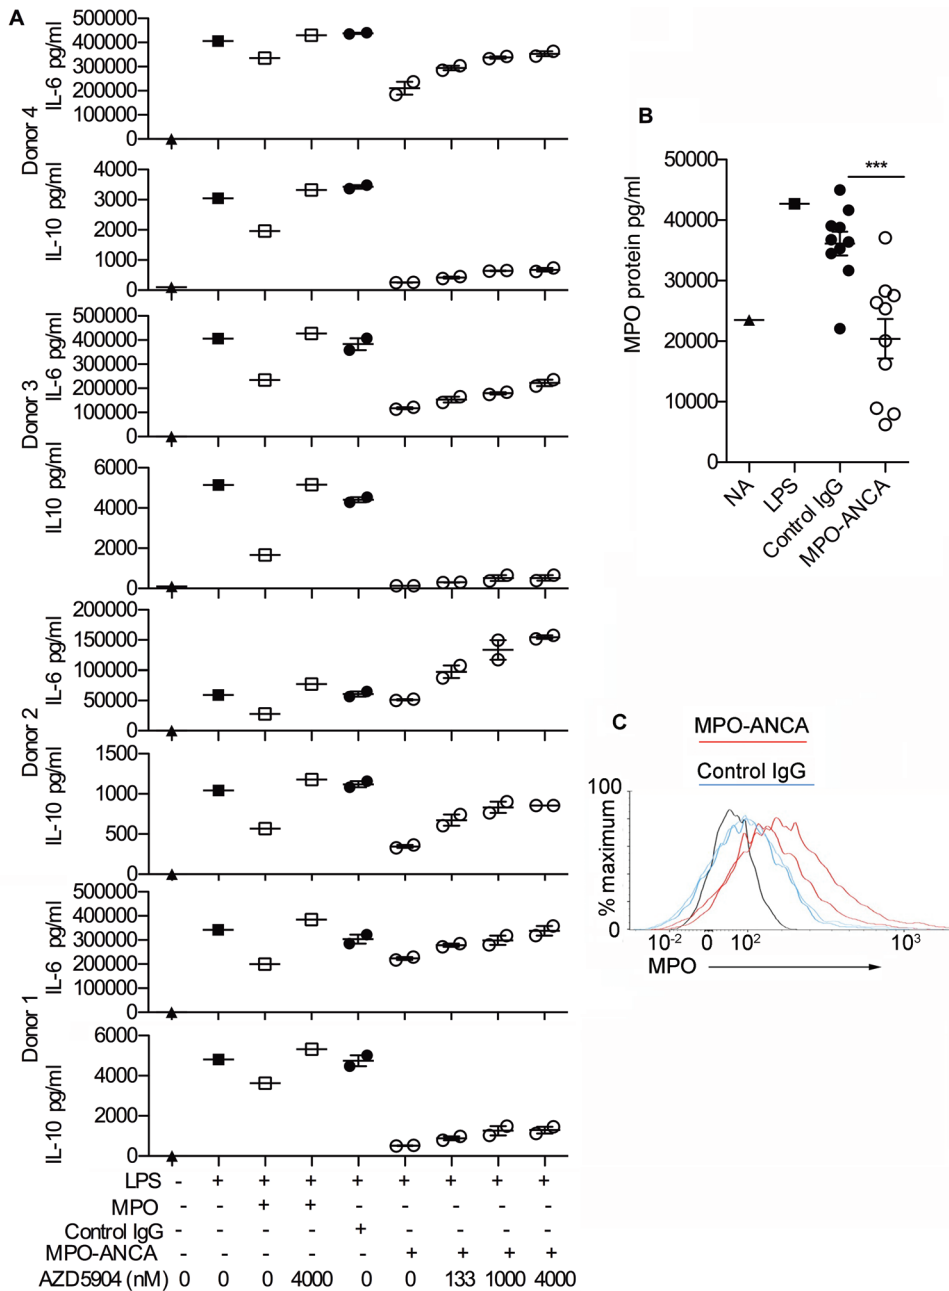 A
Donor 4
IL-6 pg/ml
500000
400000
300000
200000
100000
0
IL-10 pg/ml
4000
3000
2000
1000
0
Donor 3
IL-6 pg/ml
500000
400000
300000
200000
100000
0
IL10 pg/ml
6000
4000
2000
0
Donor 2
IL-6 pg/ml
200000
150000
100000
50000
0
IL-10 pg/ml
1500
1000
500
0
Donor 1
IL-6 pg/ml
500000
400000
300000
200000
100000
0
IL-10 pg/ml
6000
4000
2000
0
LPS - + + + + + + + +
MPO - - + + - - - - -
Control IgG - - - - + - - - -
MPO-ANCA - - - - - + + + +
AZD5904 (nM) 0 0 0 4000 0 0 133 1000 4000
B
MPO protein pg/ml
50000
40000
30000
20000
10000
0
***
NA
LPS
Control IgG
MPO-ANCA
C
MPO-ANCA
Control IgG
% maximum
100
0
10-2 0 10² 10³
MPO